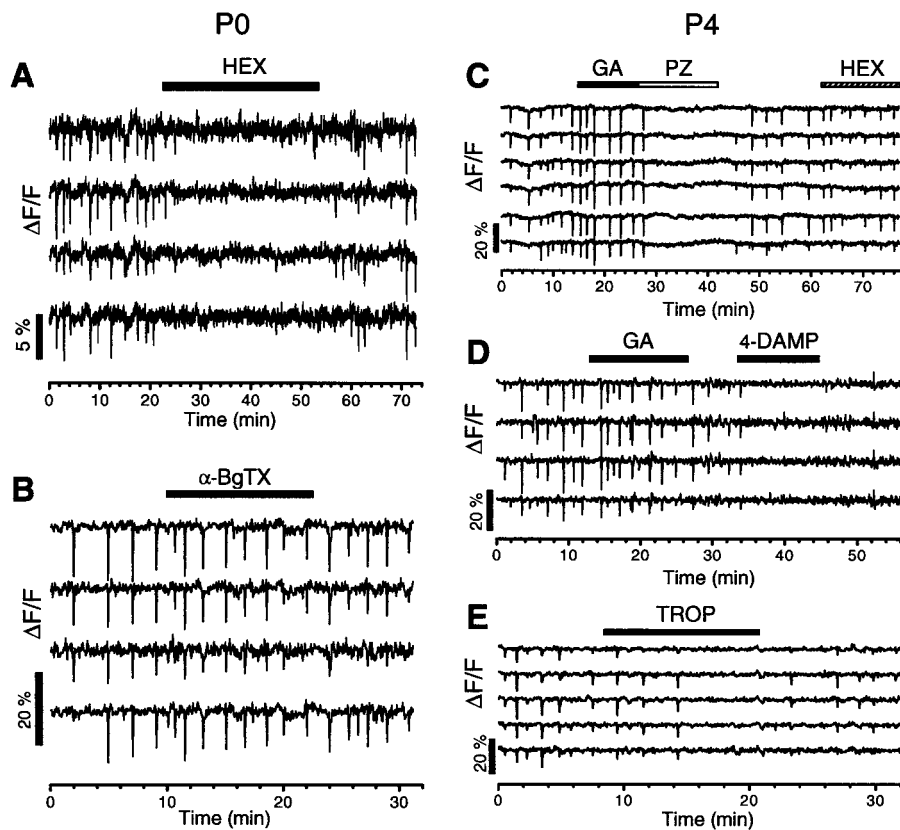 P0
P4
A
HEX
ΔF/F
5 %
0 10 20 30 40 50 60 70
Time (min)
B
α-BgTX
ΔF/F
20 %
0 10 20 30
Time (min)
C
GA PZ HEX
ΔF/F
20 %
0 10 20 30 40 50 60 70
Time (min)
D
GA 4-DAMP
ΔF/F
20 %
0 10 20 30 40 50
Time (min)
E
TROP
ΔF/F
20 %
0 10 20 30
Time (min)